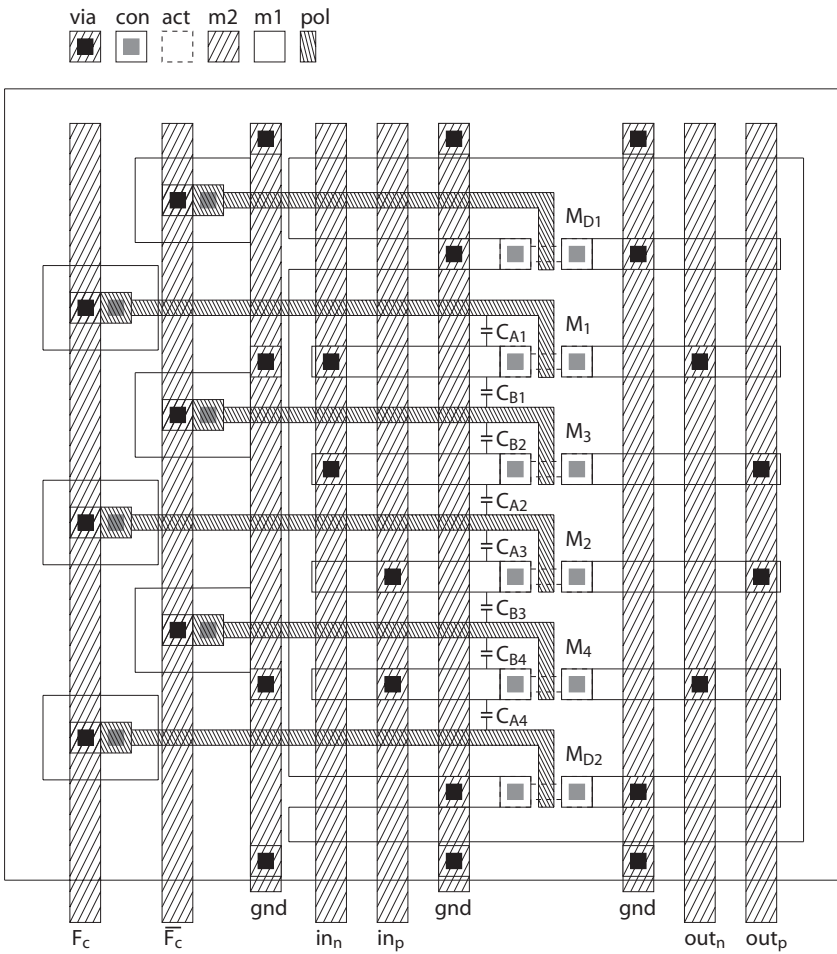 via con act m2 m1 pol
M_D1
M_1
C_A1
C_B1
M_3
C_B2
C_A2
M_2
C_A3
C_B3
M_4
C_B4
C_A4
M_D2
gnd gnd gnd
F_c F̅_c in_n in_p out_n out_p